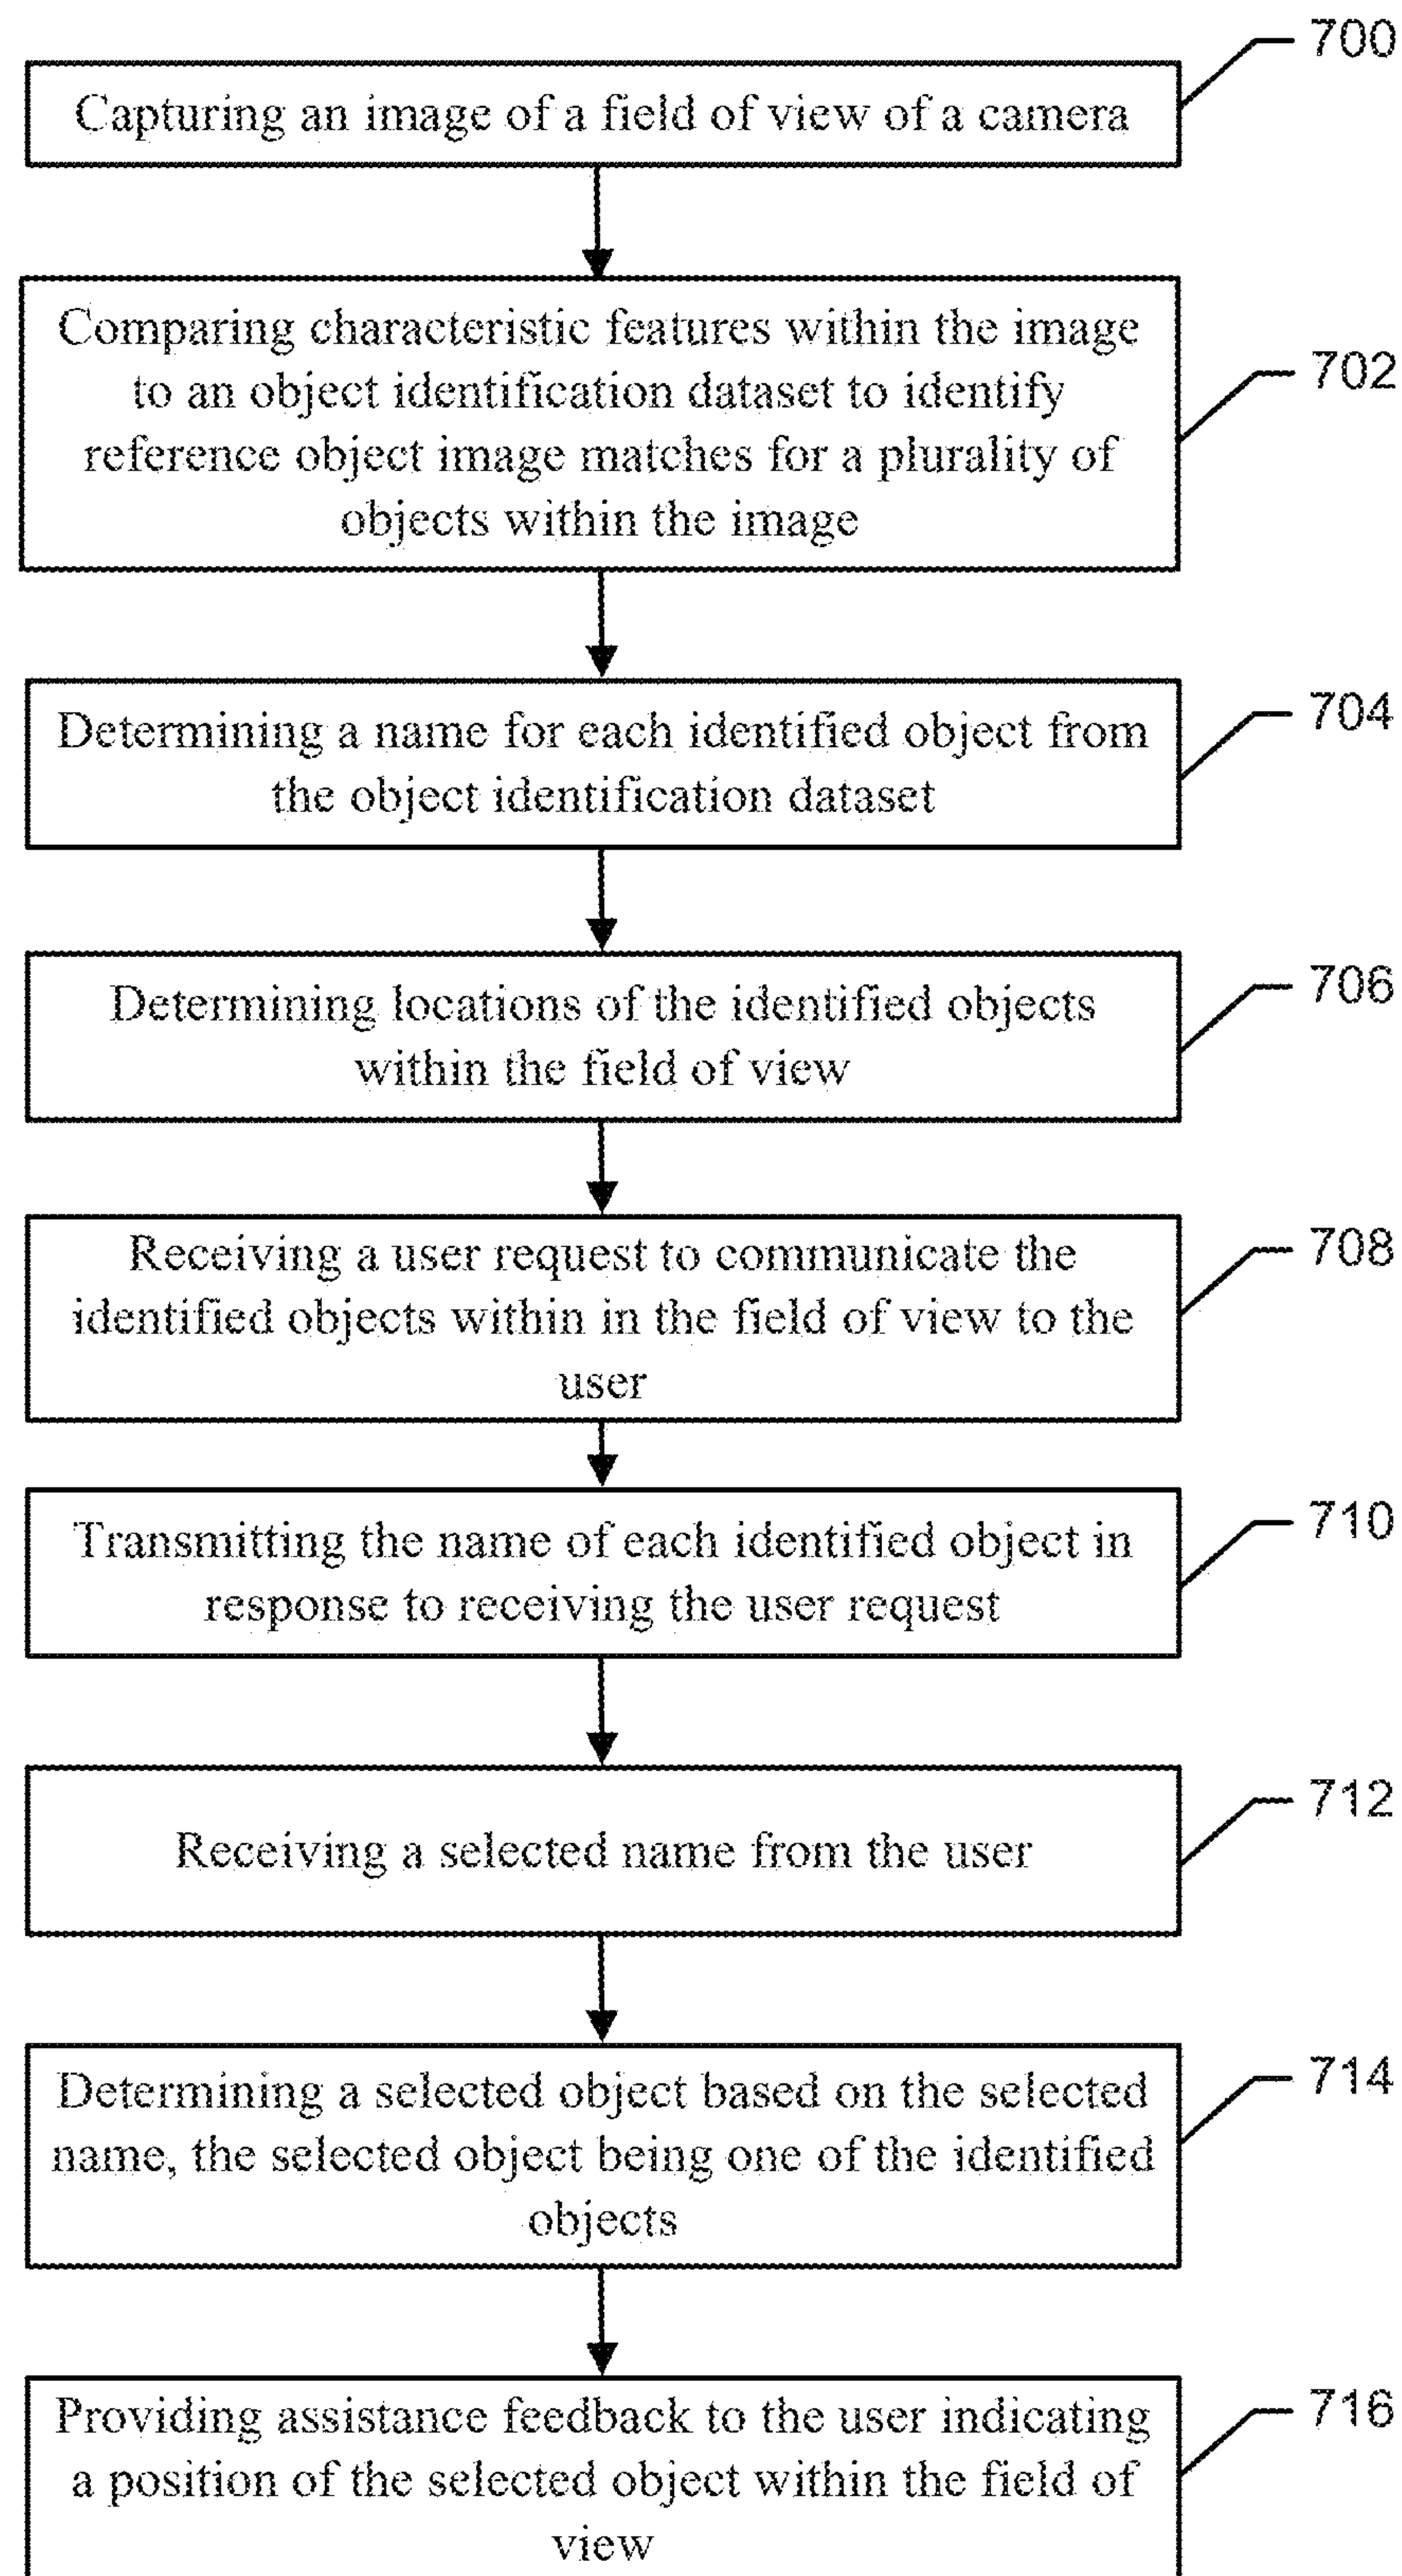 700
Capturing an image of a field of view of a camera
Comparing characteristic features within the image
to an object identification dataset to identify
reference object image matches for a plurality of
objects within the image
702
Determining a name for each identified object from
the object identification dataset
704
Determining locations of the identified objects
within the field of view
706
Receiving a user request to communicate the
identified objects within in the field of view to the
user
708
Transmitting the name of each identified object in
response to receiving the user request
710
Receiving a selected name from the user
712
Determining a selected object based on the selected
name, the selected object being one of the identified
objects
714
Providing assistance feedback to the user indicating
a position of the selected object within the field of
view
716